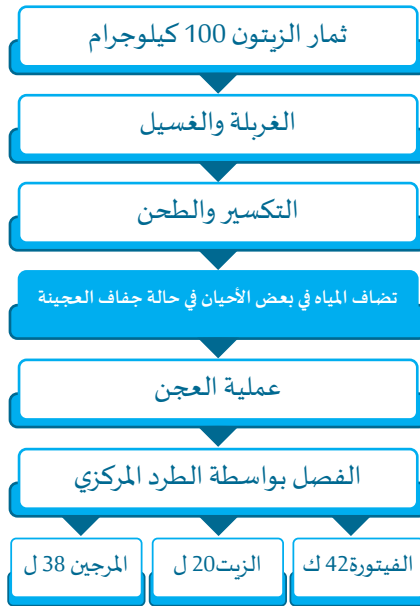 ثمار الزيتون 100 كيلوجرام
الغربلة والغسيل
التكسير والطحن
تضاف المياه في بعض الأحيان في حالة جفاف العجينة
عملية العجن
الفصل بواسطة الطرد المركزي
الفيتورة42 ك
الزيت20 ل
المرجين 38 ل